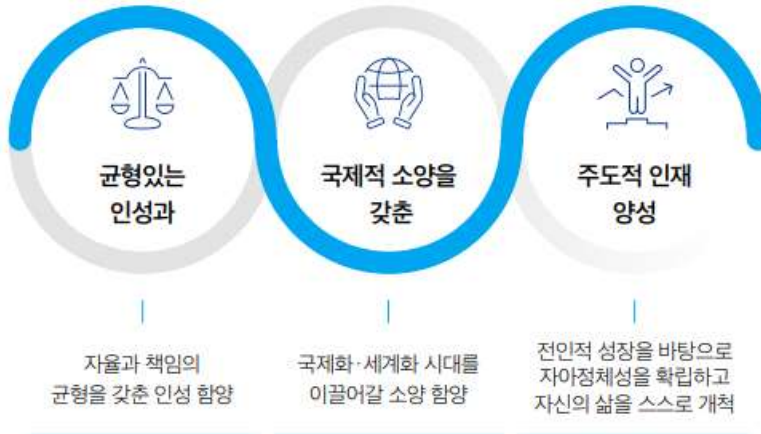 균형있는
인성과
국제적 소양을
갖춘
주도적 인재
양성
자율과 책임의
균형을 갖춘 인성 함양
국제화·세계화 시대를
이끌어갈 소양 함양
전인적 성장을 바탕으로
자아정체성을 확립하고
자신의 삶을 스스로 개척